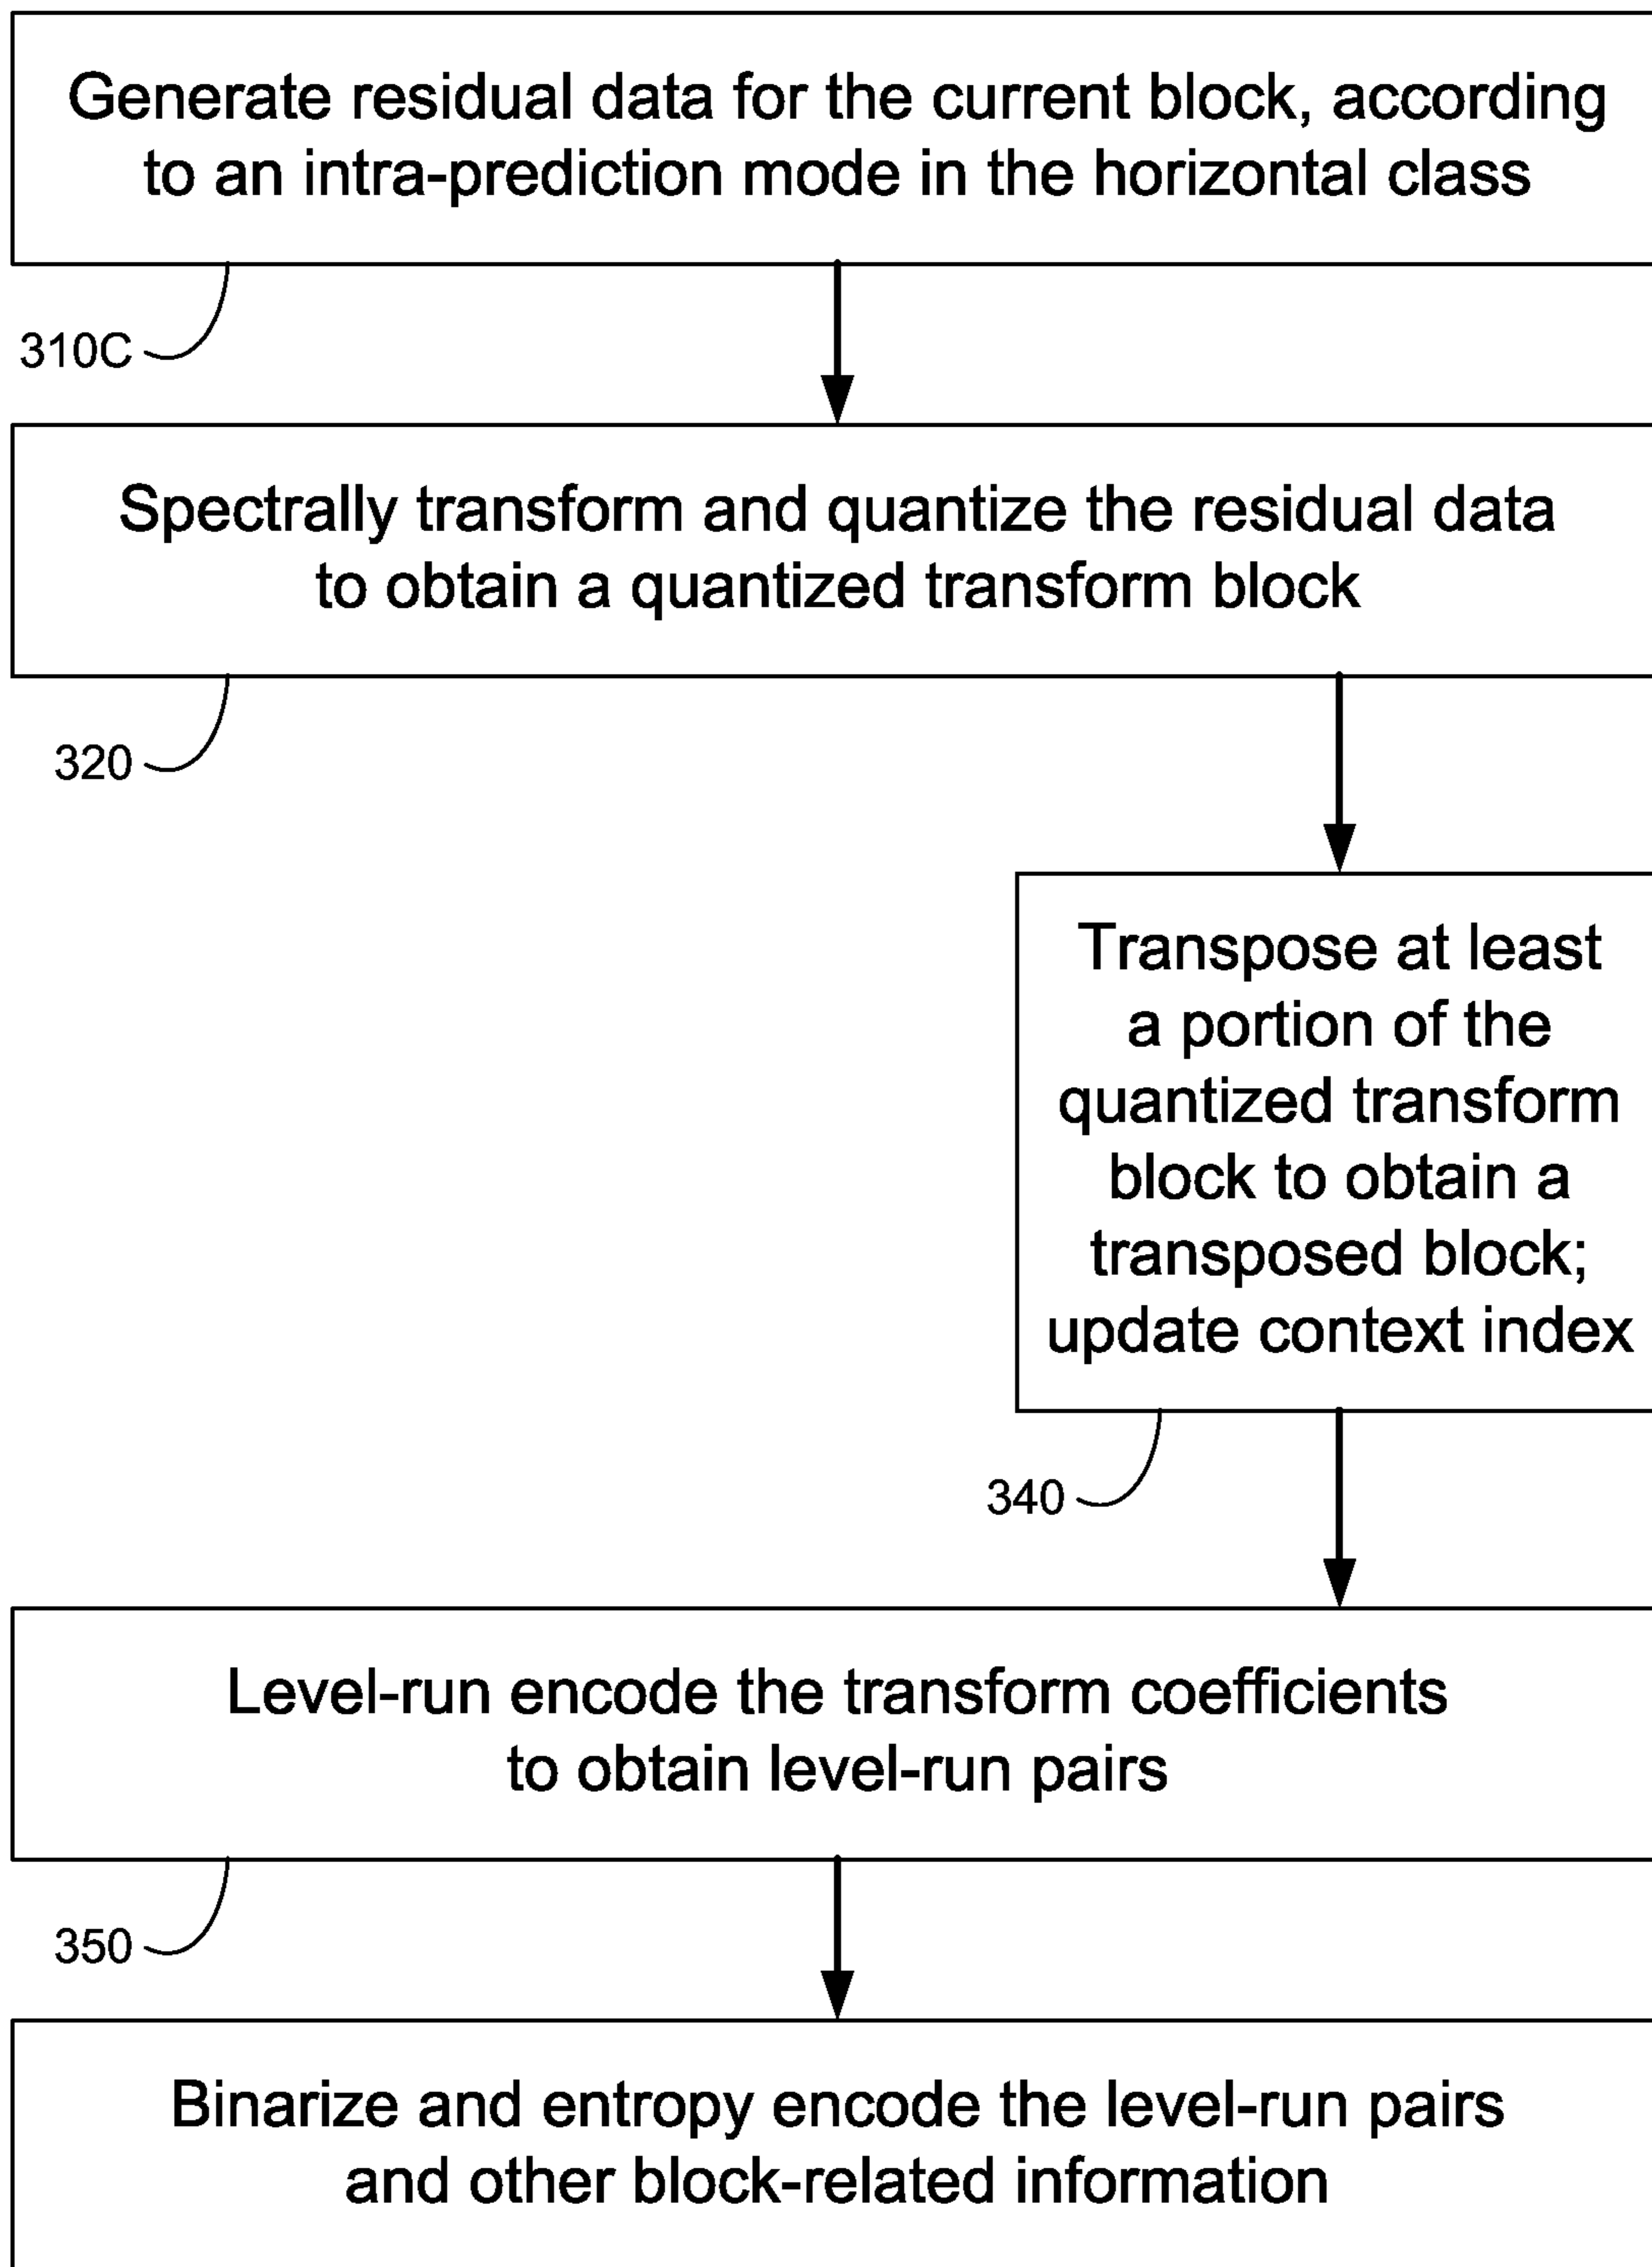 Generate residual data for the current block, according
to an intra-prediction mode in the horizontal class
310C
Spectrally transform and quantize the residual data
to obtain a quantized transform block
320
Transpose at least
a portion of the
quantized transform
block to obtain a
transposed block;
update context index
340
Level-run encode the transform coefficients
to obtain level-run pairs
350
Binarize and entropy encode the level-run pairs
and other block-related information